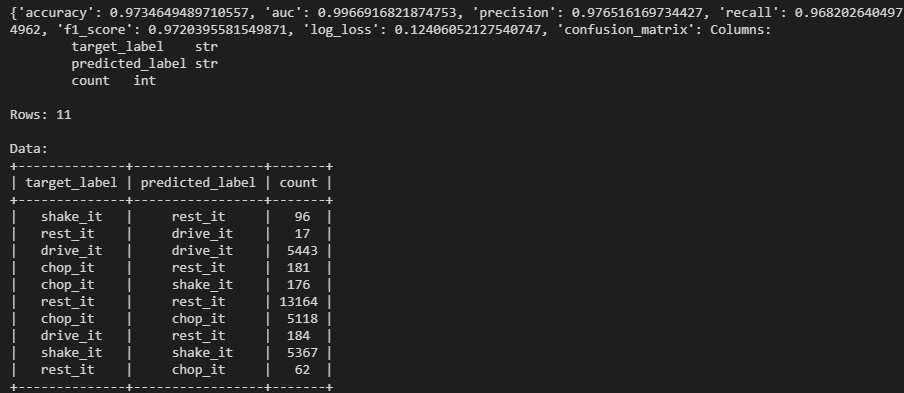 {'accuracy': 0.9734649489710557, 'auc': 0.9966916821874753, 'precision': 0.976516169734427, 'recall': 0.968202640497
4962, 'f1_score': 0.9720395581549871, 'log_loss': 0.12406052127540747, 'confusion_matrix': Columns:
target_label str
predicted_label str
count int
Rows: 11
Data:
+--------------+-----------------+-------+
| target_label | predicted_label | count |
+--------------+-----------------+-------+
| shake_it | rest_it | 96 |
| rest_it | drive_it | 17 |
| drive_it | drive_it | 5443 |
| chop_it | rest_it | 181 |
| chop_it | shake_it | 176 |
| rest_it | rest_it | 13164 |
| chop_it | chop_it | 5118 |
| drive_it | rest_it | 184 |
| shake_it | shake_it | 5367 |
| rest_it | chop_it | 62 |
+--------------+-----------------+-------+